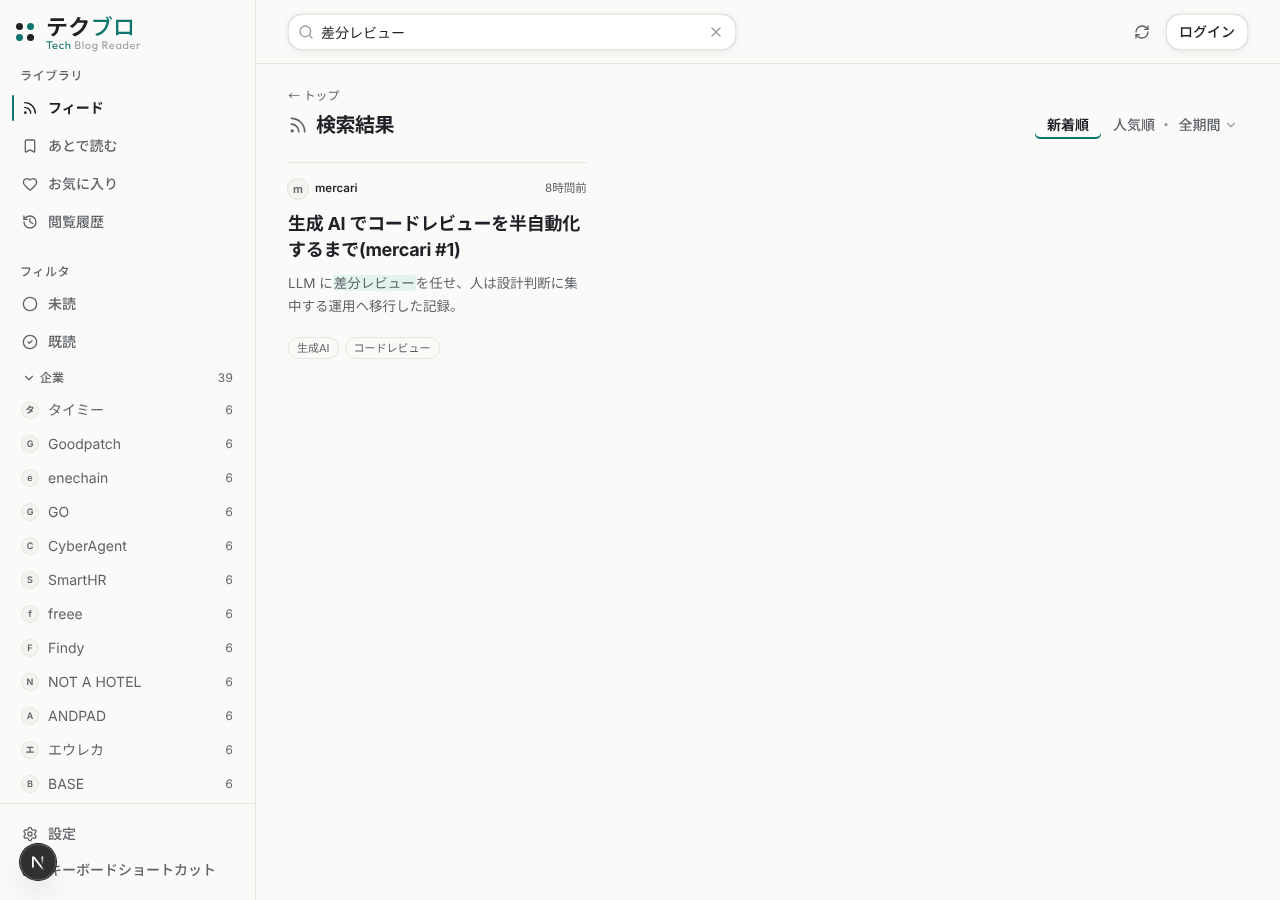 テクブロ
Tech Blog Reader
差分レビュー
ログイン
ライブラリ
フィード
あとで読む
お気に入り
閲覧履歴
フィルタ
未読
既読
企業 39
タ タイミー 6
G Goodpatch 6
e enechain 6
G GO 6
C CyberAgent 6
S SmartHR 6
f freee 6
F Findy 6
N NOT A HOTEL 6
A ANDPAD 6
エ エウレカ 6
B BASE 6
設定
N
キーボードショートカット
← トップ
検索結果
新着順 人気順 • 全期間
m mercari 8時間前
生成 AI でコードレビューを半自動化
するまで(mercari #1)
LLM に差分レビューを任せ、人は設計判断に集
中する運用へ移行した記録。
生成AI コードレビュー